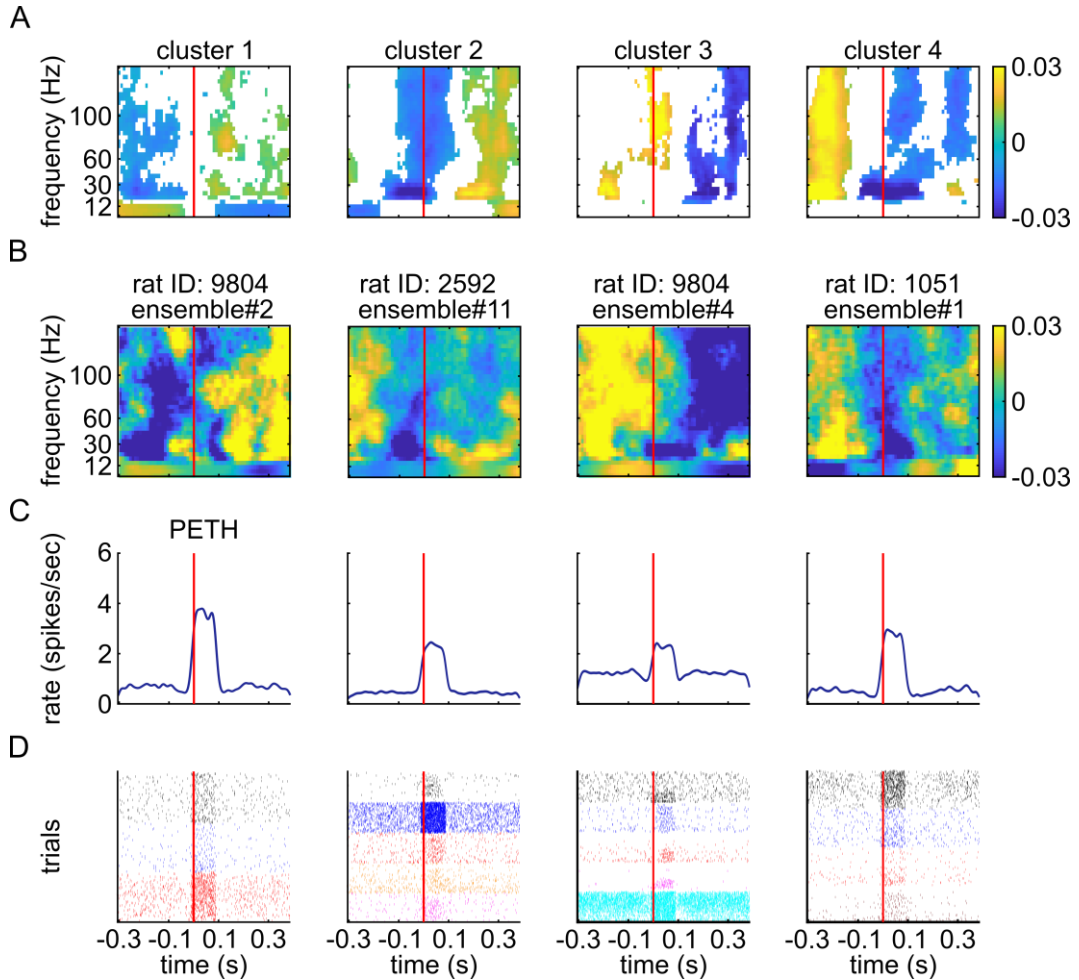 A
cluster 1 cluster 2 cluster 3 cluster 4
frequency (Hz)
100
60
30
12
0.03
0
-0.03
B
rat ID: 9804 rat ID: 2592 rat ID: 9804 rat ID: 1051
ensemble#2 ensemble#11 ensemble#4 ensemble#1
frequency (Hz)
100
60
30
12
0.03
0
-0.03
C
PETH
rate (spikes/sec)
6
4
2
0
D
trials
-0.3 -0.1 0.1 0.3 -0.3 -0.1 0.1 0.3 -0.3 -0.1 0.1 0.3 -0.3 -0.1 0.1 0.3
time (s) time (s) time (s) time (s)